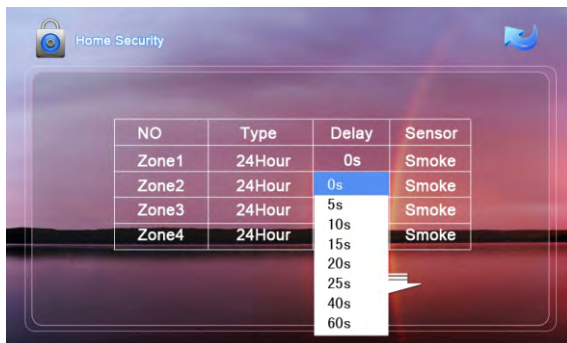 Home Security
NO Type Delay Sensor
Zone1 24Hour 0s Smoke
Zone2 24Hour 0s Smoke
Zone3 24Hour 5s Smoke
10s
Zone4 24Hour 15s Smoke
20s
25s
40s
60s